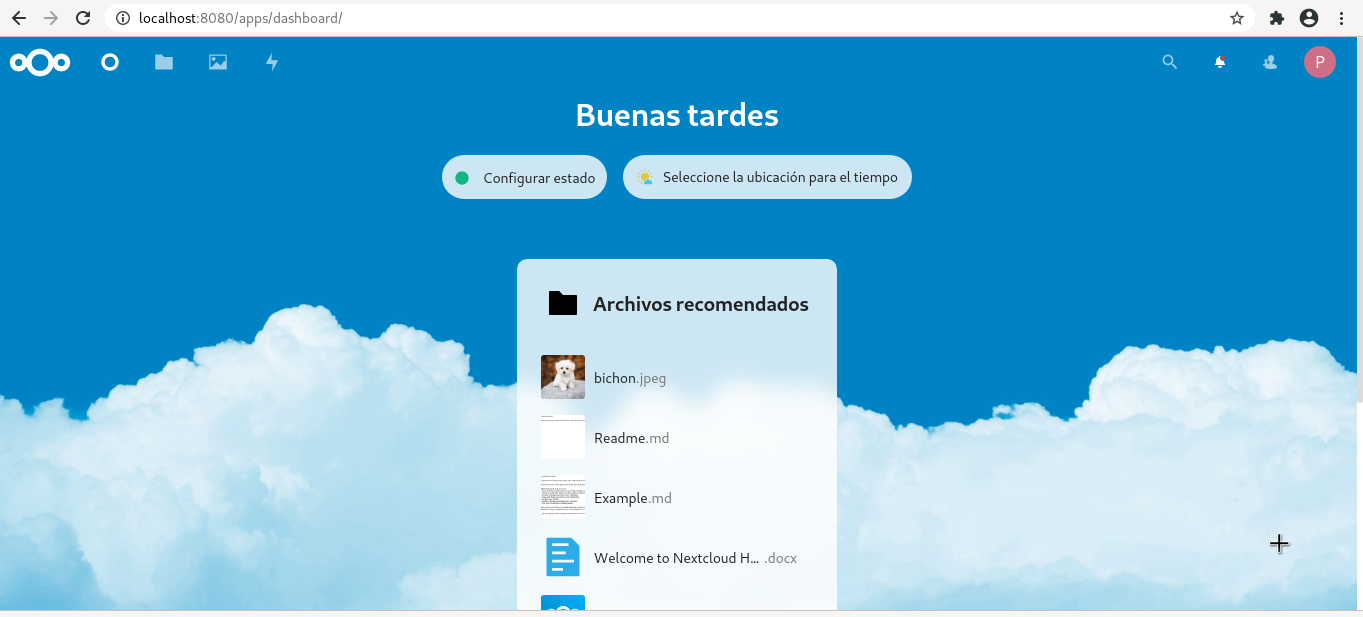 localhost:8080/apps/dashboard/
P
Buenas tardes
Configurar estado
Seleccione la ubicación para el tiempo
Archivos recomendados
bichon.jpeg
Readme.md
Example.md
Welcome to Nextcloud H... .docx